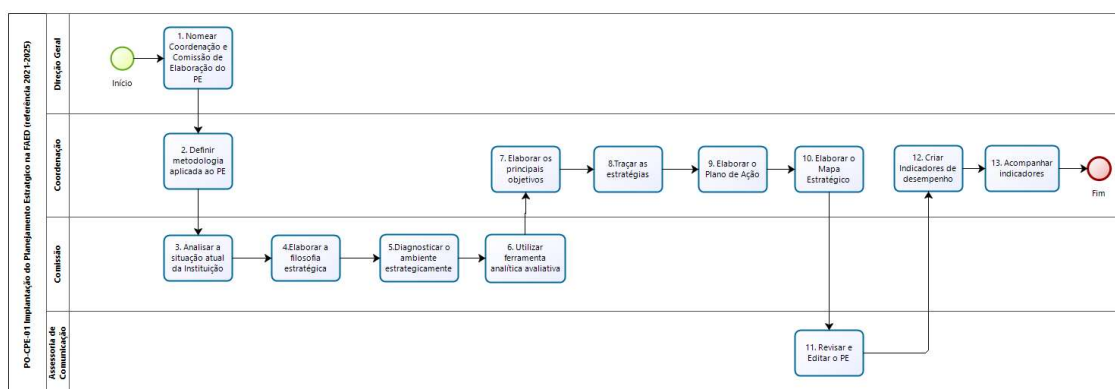 PO-CPE-01 Implantação do Planejamento Estratgico na FAED (referência 2021-2025)
Direção Geral
Início
1. Nomear
Coordenação e
Comissão de
Elaboração do
PE
Coordenação
2. Definir
metodologia
aplicada ao PE
7. Elaborar os
principais
objetivos
8.Traçar as
estratégias
9. Elaborar o
Plano de Ação
10. Elaborar o
Mapa
Estratégico
12. Criar
Indicadores de
desempenho
13. Acompanhar
indicadores
Fim
Comissão
3. Analisar a
situação atual
da Instituição
4.Elaborar a
filosofia
estratégica
5.Diagnosticar o
ambiente
estrategicamente
6. Utilizar
ferramenta
analítica avaliativa
Assessoria de
Comunicação
11. Revisar e
Editar o PE